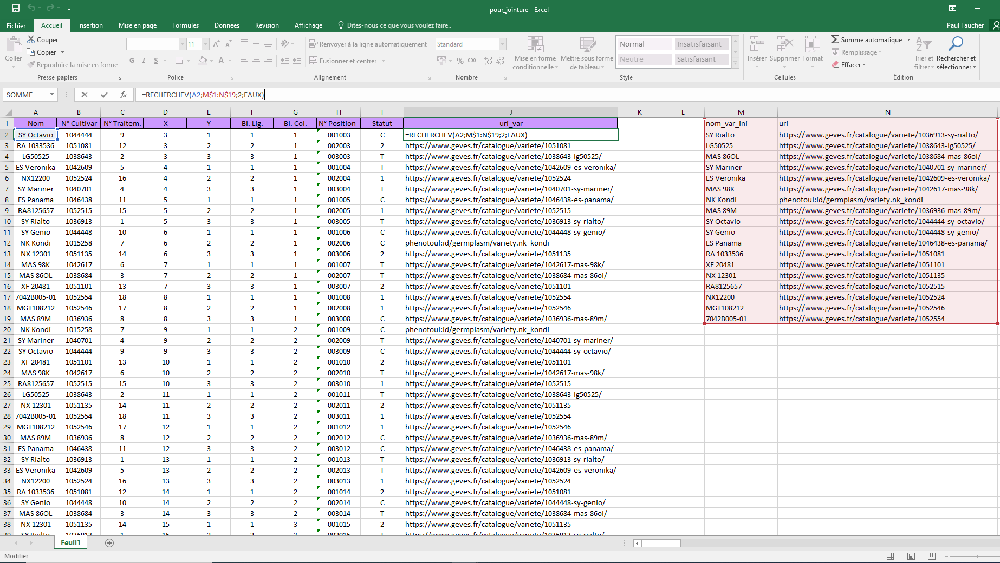 pour_jointure - Excel
Fichier Accueil Insertion Mise en page Formules Données Révision Affichage Dites-nous ce que vous voulez faire.. Paul Faucher
Coller
Couper
Copier
Reproduire la mise en forme
Presse-papiers
11
G I S
Police
Renvoyer à la ligne automatiquement
Fusionner et centrer
Alignement
Standard
% 000
Nombre
Mise en forme conditionnelle
Mettre sous forme de tableau
Normal Insatisfaisant
Neutre Satisfaisant
Style
Insérer Supprimer Format
Cellules
Somme automatique
Remplissage
Effacer
Trier et filtrer
Rechercher et sélectionner
Édition
SOMME fx =RECHERCHEV(A2;M$1:N$19;2;FAUX)
A B C D E F G H I J K L M N
1 Nom N° Cultivar N° Traitem. X Y Bl. Lig. Bl. Col. N° Position Statut uri_var nom_var_ini uri
2 SY Octavio 1044444 9 3 1 1 1 001003 C =RECHERCHEV(A2;M$1:N$19;2;FAUX) SY Rialto https://www.geves.fr/catalogue/variete/1036913-sy-rialto/
3 RA 1033536 1051081 12 3 2 2 1 002003 2 https://www.geves.fr/catalogue/variete/1051081 LG50525 https://www.geves.fr/catalogue/variete/1038643-lg50525/
4 LG50525 1038643 2 3 3 3 1 003003 T https://www.geves.fr/catalogue/variete/1038643-lg50525/ MAS 86OL https://www.geves.fr/catalogue/variete/1038684-mas-86ol/
5 ES Veronika 1042609 5 4 1 1 1 001004 T https://www.geves.fr/catalogue/variete/1042609-es-veronika/ SY Mariner https://www.geves.fr/catalogue/variete/1040701-sy-mariner/
6 NX12200 1052524 16 4 2 2 1 002004 1 https://www.geves.fr/catalogue/variete/1052524 ES Veronika https://www.geves.fr/catalogue/variete/1042609-es-veronika/
7 SY Mariner 1040701 4 4 3 3 1 003004 T https://www.geves.fr/catalogue/variete/1040701-sy-mariner/ MAS 98K https://www.geves.fr/catalogue/variete/1042617-mas-98k/
8 ES Panama 1046438 11 5 1 1 1 001005 C https://www.geves.fr/catalogue/variete/1046438-es-panama/ NK Kondi phenotoul:id/germplasm/variety.nk_kondi
9 RA8125657 1052515 15 5 2 2 1 002005 1 https://www.geves.fr/catalogue/variete/1052515 MAS 89M https://www.geves.fr/catalogue/variete/1036936-mas-89m/
10 SY Rialto 1036913 1 5 3 3 1 003005 T https://www.geves.fr/catalogue/variete/1036913-sy-rialto/ SY Octavio https://www.geves.fr/catalogue/variete/1044444-sy-octavio/
11 SY Genio 1044448 10 6 1 1 1 001006 C https://www.geves.fr/catalogue/variete/1044448-sy-genio/ SY Genio https://www.geves.fr/catalogue/variete/1044448-sy-genio/
12 NK Kondi 1015258 7 6 2 2 1 002006 C phenotoul:id/germplasm/variety.nk_kondi ES Panama https://www.geves.fr/catalogue/variete/1046438-es-panama/
13 NX 12301 1051135 14 6 3 3 1 003006 2 https://www.geves.fr/catalogue/variete/1051135 RA 1033536 https://www.geves.fr/catalogue/variete/1051081
14 MAS 98K 1042617 6 7 1 1 1 001007 T https://www.geves.fr/catalogue/variete/1042617-mas-98k/ XF 20481 https://www.geves.fr/catalogue/variete/1051101
15 MAS 86OL 1038684 3 7 2 2 1 002007 T https://www.geves.fr/catalogue/variete/1038684-mas-86ol/ NX 12301 https://www.geves.fr/catalogue/variete/1051135
16 XF 20481 1051101 13 7 3 3 1 003007 2 https://www.geves.fr/catalogue/variete/1051101 RA8125657 https://www.geves.fr/catalogue/variete/1052515
17 7042B005-01 1052554 18 8 1 1 1 001008 1 https://www.geves.fr/catalogue/variete/1052554 NX12200 https://www.geves.fr/catalogue/variete/1052524
18 MGT108212 1052546 17 8 2 2 1 002008 1 https://www.geves.fr/catalogue/variete/1052546 MGT108212 https://www.geves.fr/catalogue/variete/1052546
19 MAS 89M 1036936 8 8 3 3 1 003008 C https://www.geves.fr/catalogue/variete/1036936-mas-89m/ 7042B005-01 https://www.geves.fr/catalogue/variete/1052554
20 NK Kondi 1015258 7 9 1 1 2 001009 C phenotoul:id/germplasm/variety.nk_kondi
21 SY Mariner 1040701 4 9 2 2 2 002009 T https://www.geves.fr/catalogue/variete/1040701-sy-mariner/
22 SY Octavio 1044444 9 9 3 3 2 003009 C https://www.geves.fr/catalogue/variete/1044444-sy-octavio/
23 XF 20481 1051101 13 10 1 1 2 001010 2 https://www.geves.fr/catalogue/variete/1051101
24 MAS 98K 1042617 6 10 2 2 2 002010 T https://www.geves.fr/catalogue/variete/1042617-mas-98k/
25 RA8125657 1052515 15 10 3 3 2 003010 1 https://www.geves.fr/catalogue/variete/1052515
26 LG50525 1038643 2 11 1 1 2 001011 T https://www.geves.fr/catalogue/variete/1038643-lg50525/
27 NX 12301 1051135 14 11 2 2 2 002011 2 https://www.geves.fr/catalogue/variete/1051135
28 7042B005-01 1052554 18 11 3 3 2 003011 1 https://www.geves.fr/catalogue/variete/1052554
29 MGT108212 1052546 17 12 1 1 2 001012 1 https://www.geves.fr/catalogue/variete/1052546
30 MAS 89M 1036936 8 12 2 2 2 002012 C https://www.geves.fr/catalogue/variete/1036936-mas-89m/
31 ES Panama 1046438 11 12 3 3 2 003012 C https://www.geves.fr/catalogue/variete/1046438-es-panama/
32 SY Rialto 1036913 1 13 1 1 2 001013 T https://www.geves.fr/catalogue/variete/1036913-sy-rialto/
33 ES Veronika 1042609 5 13 2 2 2 002013 T https://www.geves.fr/catalogue/variete/1042609-es-veronika/
34 NX12200 1052524 16 13 3 3 2 003013 1 https://www.geves.fr/catalogue/variete/1052524
35 RA 1033536 1051081 12 14 1 1 2 001014 2 https://www.geves.fr/catalogue/variete/1051081
36 SY Genio 1044448 10 14 2 2 2 002014 C https://www.geves.fr/catalogue/variete/1044448-sy-genio/
37 MAS 86OL 1038684 3 14 3 3 2 003014 T https://www.geves.fr/catalogue/variete/1038684-mas-86ol/
38 NX 12301 1051135 14 15 1 1 3 001015 2 https://www.geves.fr/catalogue/variete/1051135
39 SY Rialto 1036913 1 15 2 2 3 002015 T https://www.geves.fr/catalogue/variete/1036913-sy-rialto/
Feuil1
Modifier